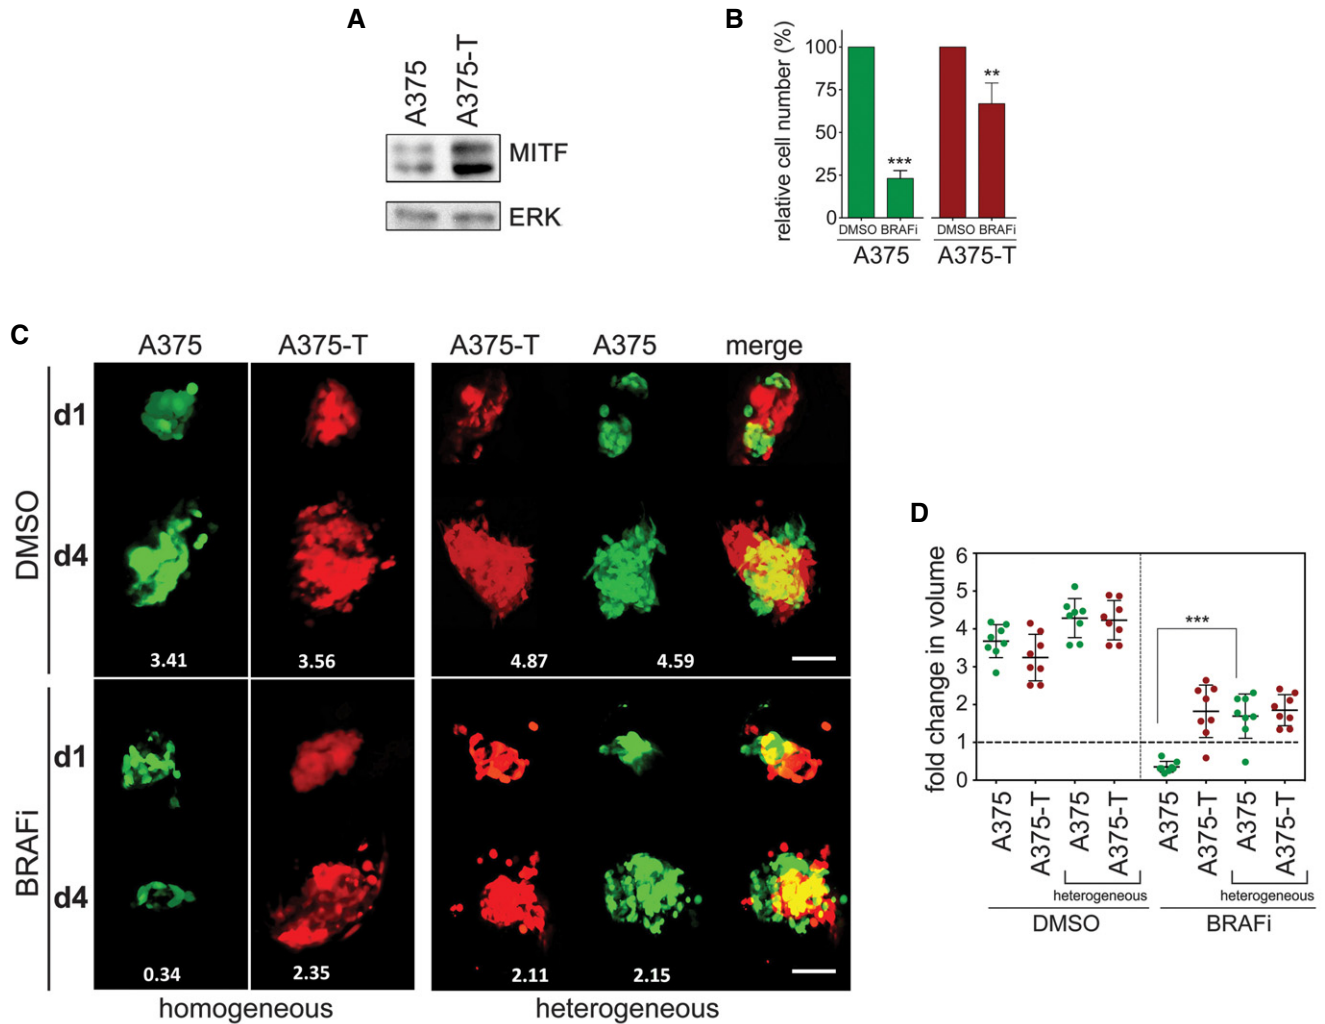 A
A375
A375-T
MITF
ERK
B
relative cell number (%)
100
75
50
25
0
***
**
DMSO BRAFi
DMSO BRAFi
A375
A375-T
C
A375
A375-T
A375-T
A375
merge
DMSO
d1
d4
3.41
3.56
4.87
4.59
BRAFi
d1
d4
0.34
2.35
2.11
2.15
homogeneous
heterogeneous
D
fold change in volume
6
5
4
3
2
1
0
***
A375
A375-T
A375
A375-T
A375
A375-T
A375
A375-T
heterogeneous
heterogeneous
DMSO
BRAFi